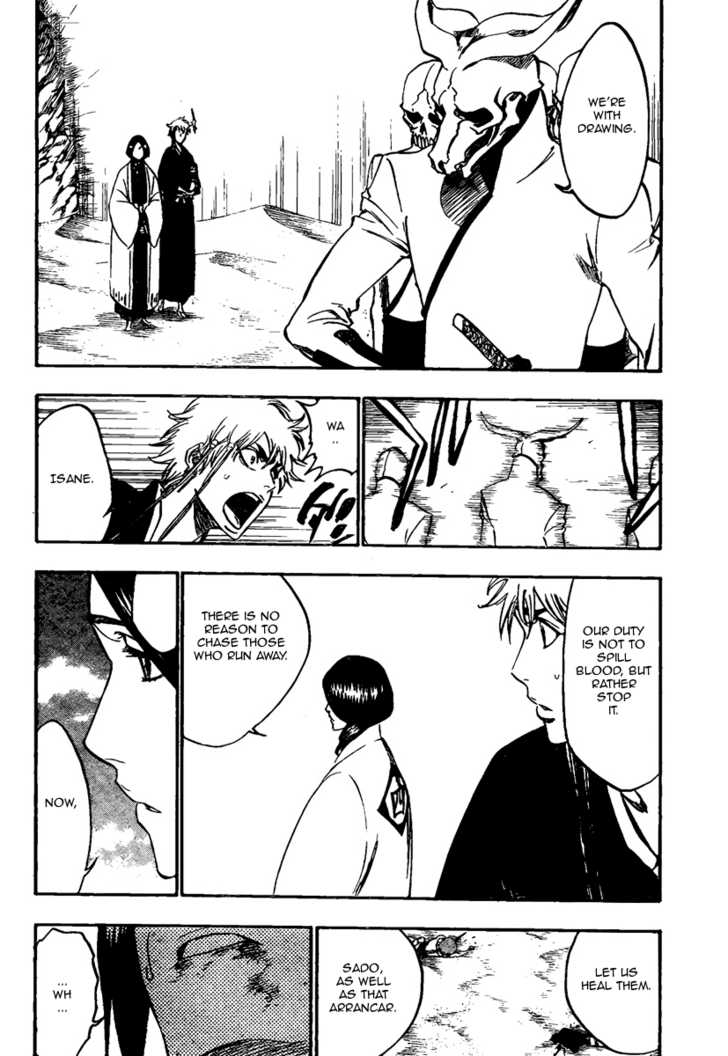 WE'RE
WITH
DRAWING.
WA
..
ISANE.
OUR DUTY
IS NOT TO
SPILL
BLOOD, BUT
RATHER
STOP
IT.
THERE IS NO
REASON TO
CHASE THOSE
WHO RUN AWAY.
NOW,
LET US
HEAL THEM.
SADO,
AS WELL
AS THAT
ARRANCAR.
...
WH
...